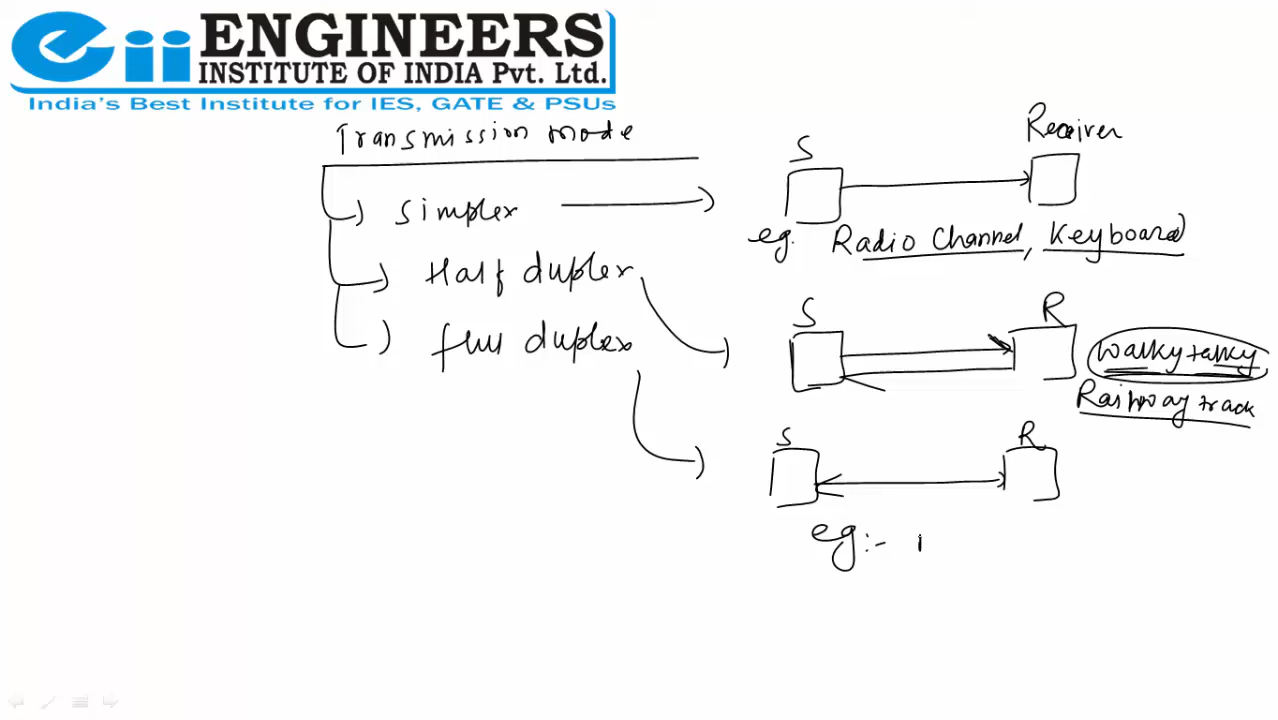 eii ENGINEERS
INSTITUTE OF INDIA Pvt. Ltd.
India's Best Institute for IES, GATE & PSUs
Transmission mode
Simplex
Half duplex
full duplex
S
Receiver
eg. Radio Channel, Keyboard
S
R
Walky talky
Railway track
S
R
eg:-